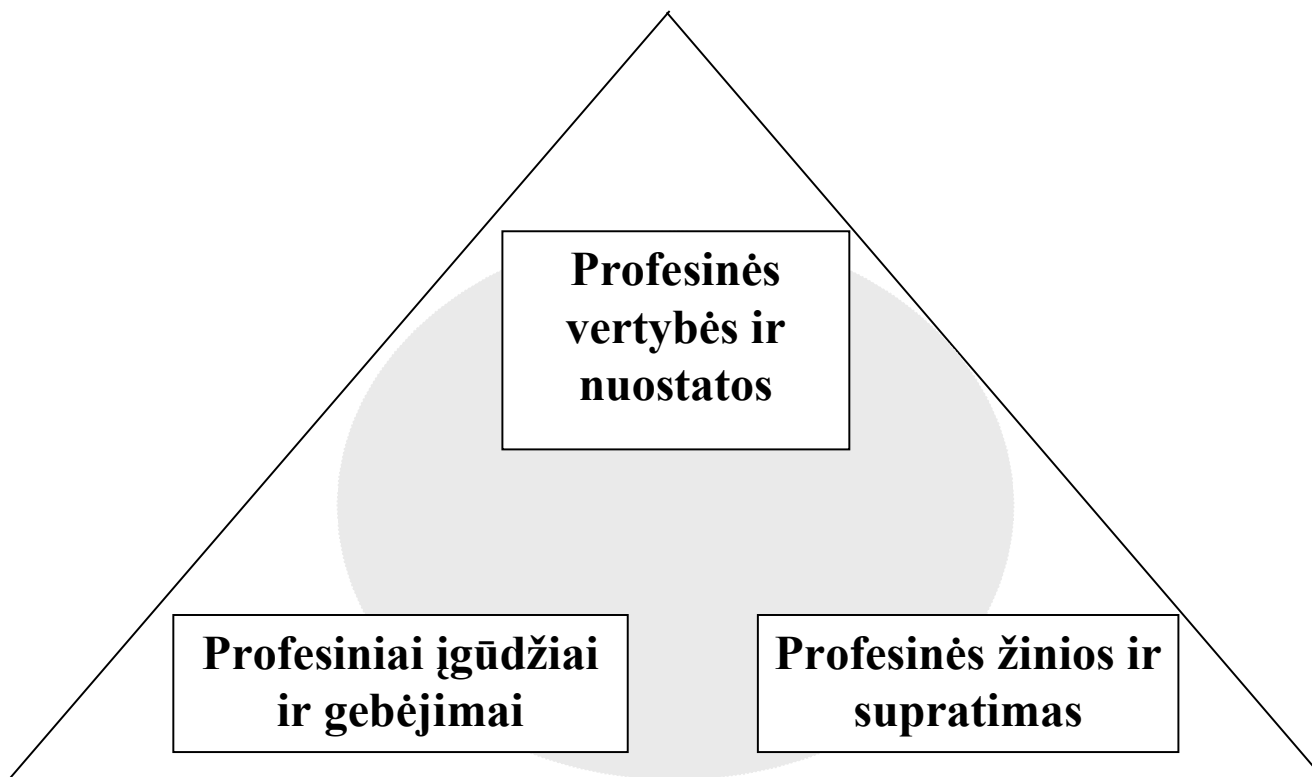 Profesinės
vertybės ir
nuostatos
Profesiniai įgūdžiai
ir gebėjimai
Profesinės žinios ir
supratimas